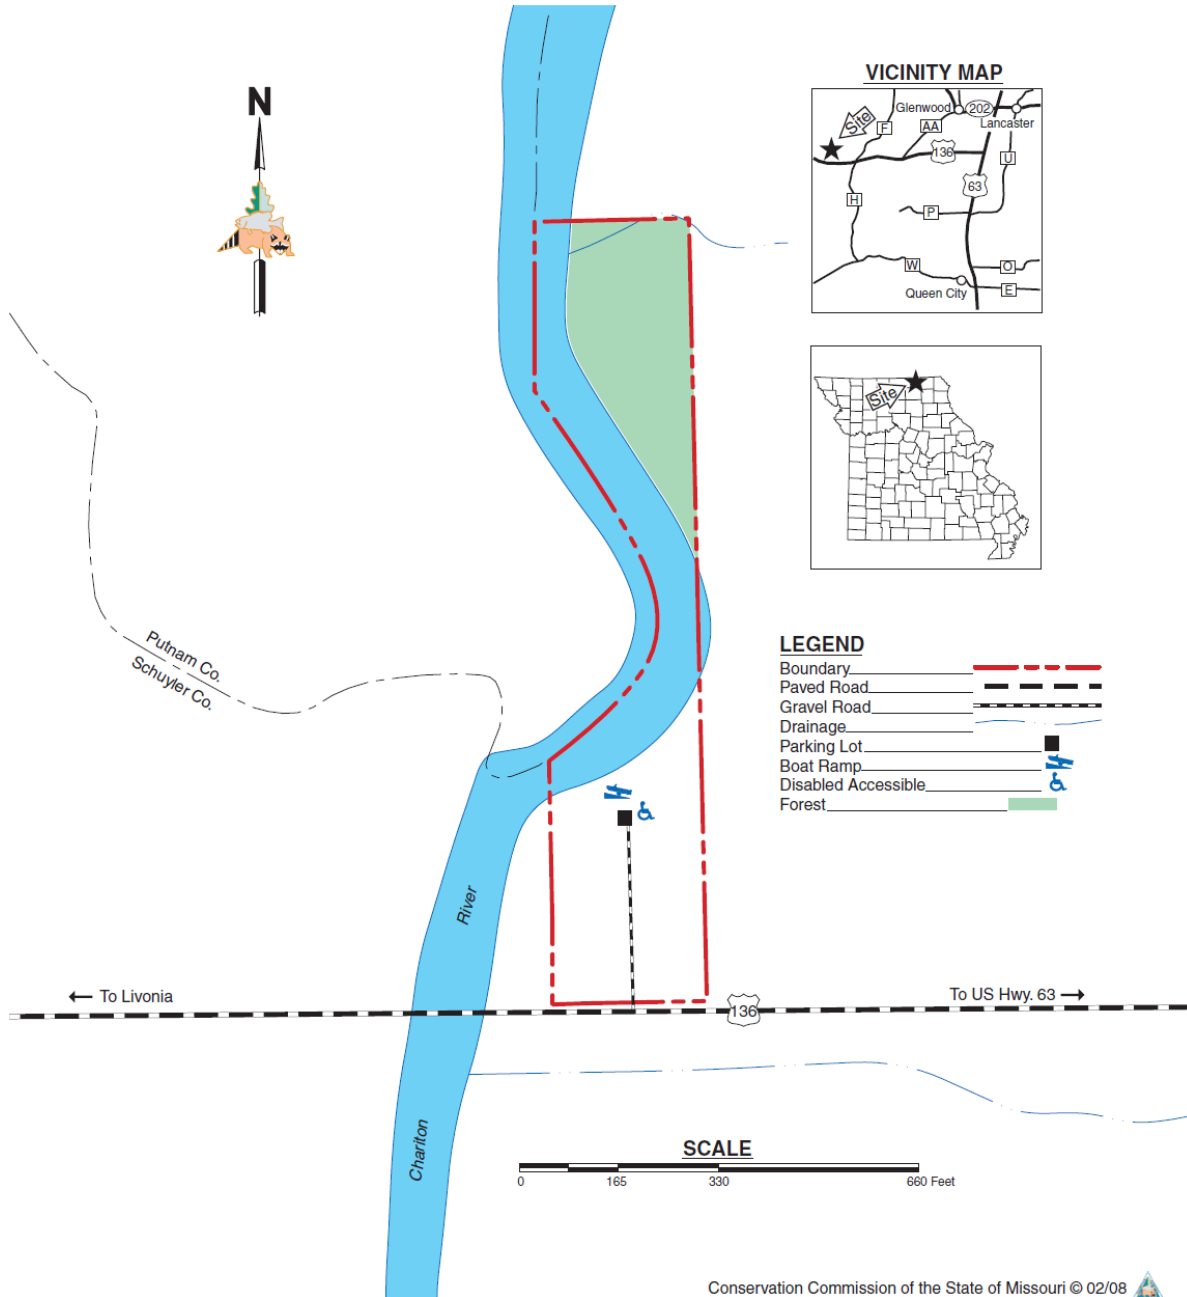 N
VICINITY MAP
Glenwood
202
Lancaster
Site
F
AA
136
U
63
H
P
W
O
Queen City
E
Site
Putnam Co.
Schuyler Co.
LEGEND
Boundary
Paved Road
Gravel Road
Drainage
Parking Lot
Boat Ramp
Disabled Accessible
Forest
River
← To Livonia
To US Hwy. 63 →
136
Chariton
SCALE
0 165 330 660 Feet
Conservation Commission of the State of Missouri © 02/08